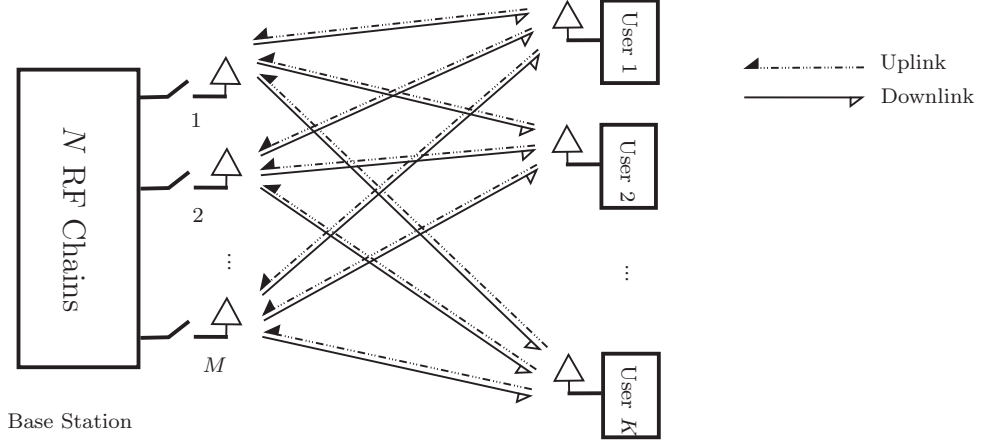 User 1
Uplink
Downlink
N RF Chains
1
User 2
2
...
...
M
User K
Base Station